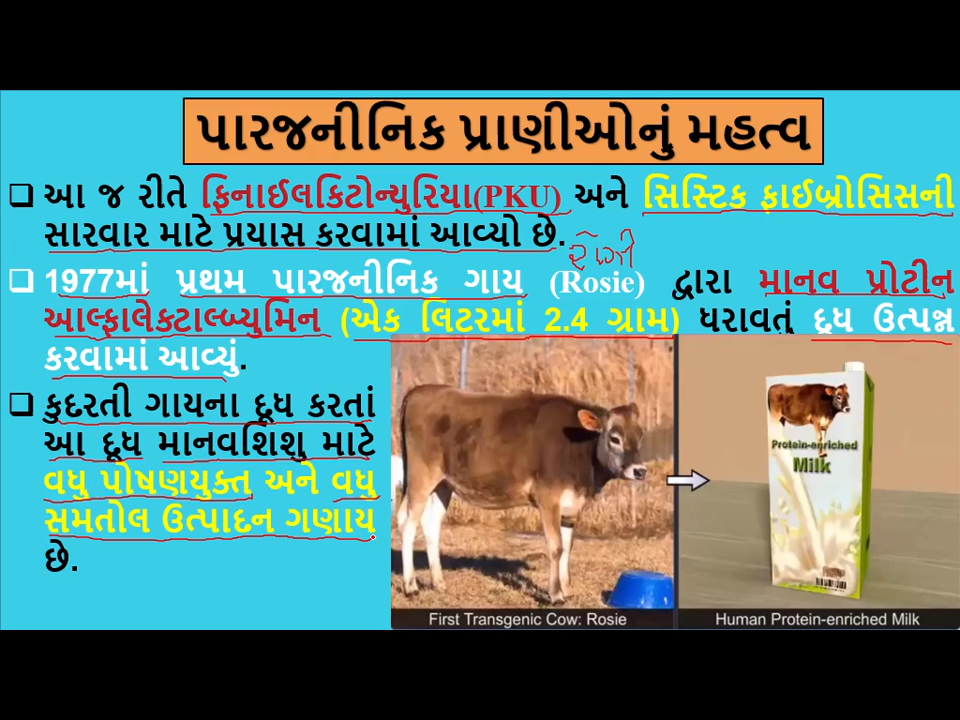 પારજનીનિક પ્રાણીઓનું મહત્વ
આ જ રીતે ફિનાઈલકિટોન્યુરિયા(PKU) અને સિસ્ટિક ફાઈબ્રોસિસની
સારવાર માટે પ્રયાસ કરવામાં આવ્યો છે.
રોગી
1977માં પ્રથમ પારજનીનિક ગાય (Rosie) દ્વારા માનવ પ્રોટીન
આલ્ફાલેક્ટાલ્બ્યુમિન (એક લિટરમાં 2.4 ગ્રામ) ધરાવતું દૂધ ઉત્પન્ન
કરવામાં આવ્યું.
કુદરતી ગાયના દૂધ કરતાં
આ દૂધ માનવશિશુ માટે
વધુ પોષણયુક્ત અને વધુ
સમતોલ ઉત્પાદન ગણાય
છે.
Protein-enriched
Milk
First Transgenic Cow: Rosie
Human Protein-enriched Milk